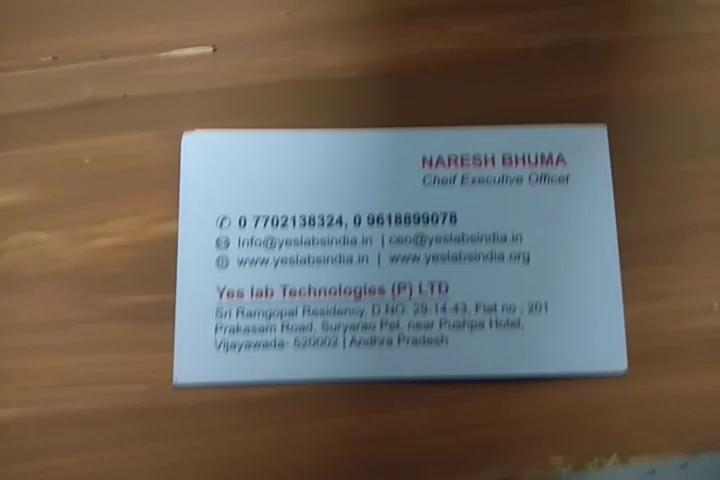 NARESH BHUMA
Cheif Executive Officer
0 7702138324, 0 9618899078
Info@yeslabsindia.in | ceo@yeslabsindia.in
www.yeslabsindia.in | www.yeslabsindia.org
Yes lab Technologies (P) LTD
Sri Ramgopal Residency, D.NO. 29-14-43, Flat no : 201
Prakasam Road, Suryarao Pet, near Pushpa Hotel,
Vijayawada- 520002 | Andhra Pradesh